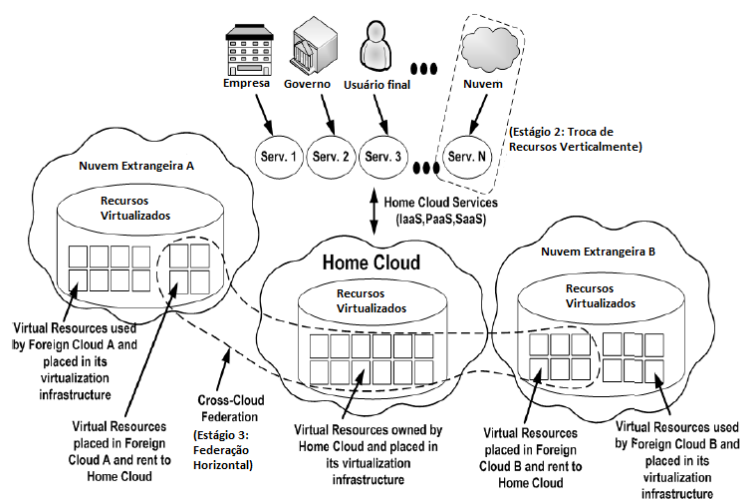 Empresa
Governo
Usuário final
Nuvem
Serv. 1
Serv. 2
Serv. 3
Serv. N
(Estágio 2: Troca de
Recursos Verticalmente)
Nuvem Extrangeira A
Recursos
Virtualizados
Home Cloud Services
(IaaS,PaaS,SaaS)
Home Cloud
Recursos
Virtualizados
Nuvem Extrangeira B
Recursos
Virtualizados
Virtual Resources used
by Foreign Cloud A and
placed in its
virtualization
infrastructure
Virtual Resources
placed in Foreign
Cloud A and rent to
Home Cloud
Cross-Cloud
Federation
(Estágio 3:
Federação
Horizontal)
Virtual Resources owned by
Home Cloud and placed in
its virtualization
infrastructure
Virtual Resources
placed in Foreign
Cloud B and rent to
Home Cloud
Virtual Resources used
by Foreign Cloud B and
placed in its
virtualization
infrastructure